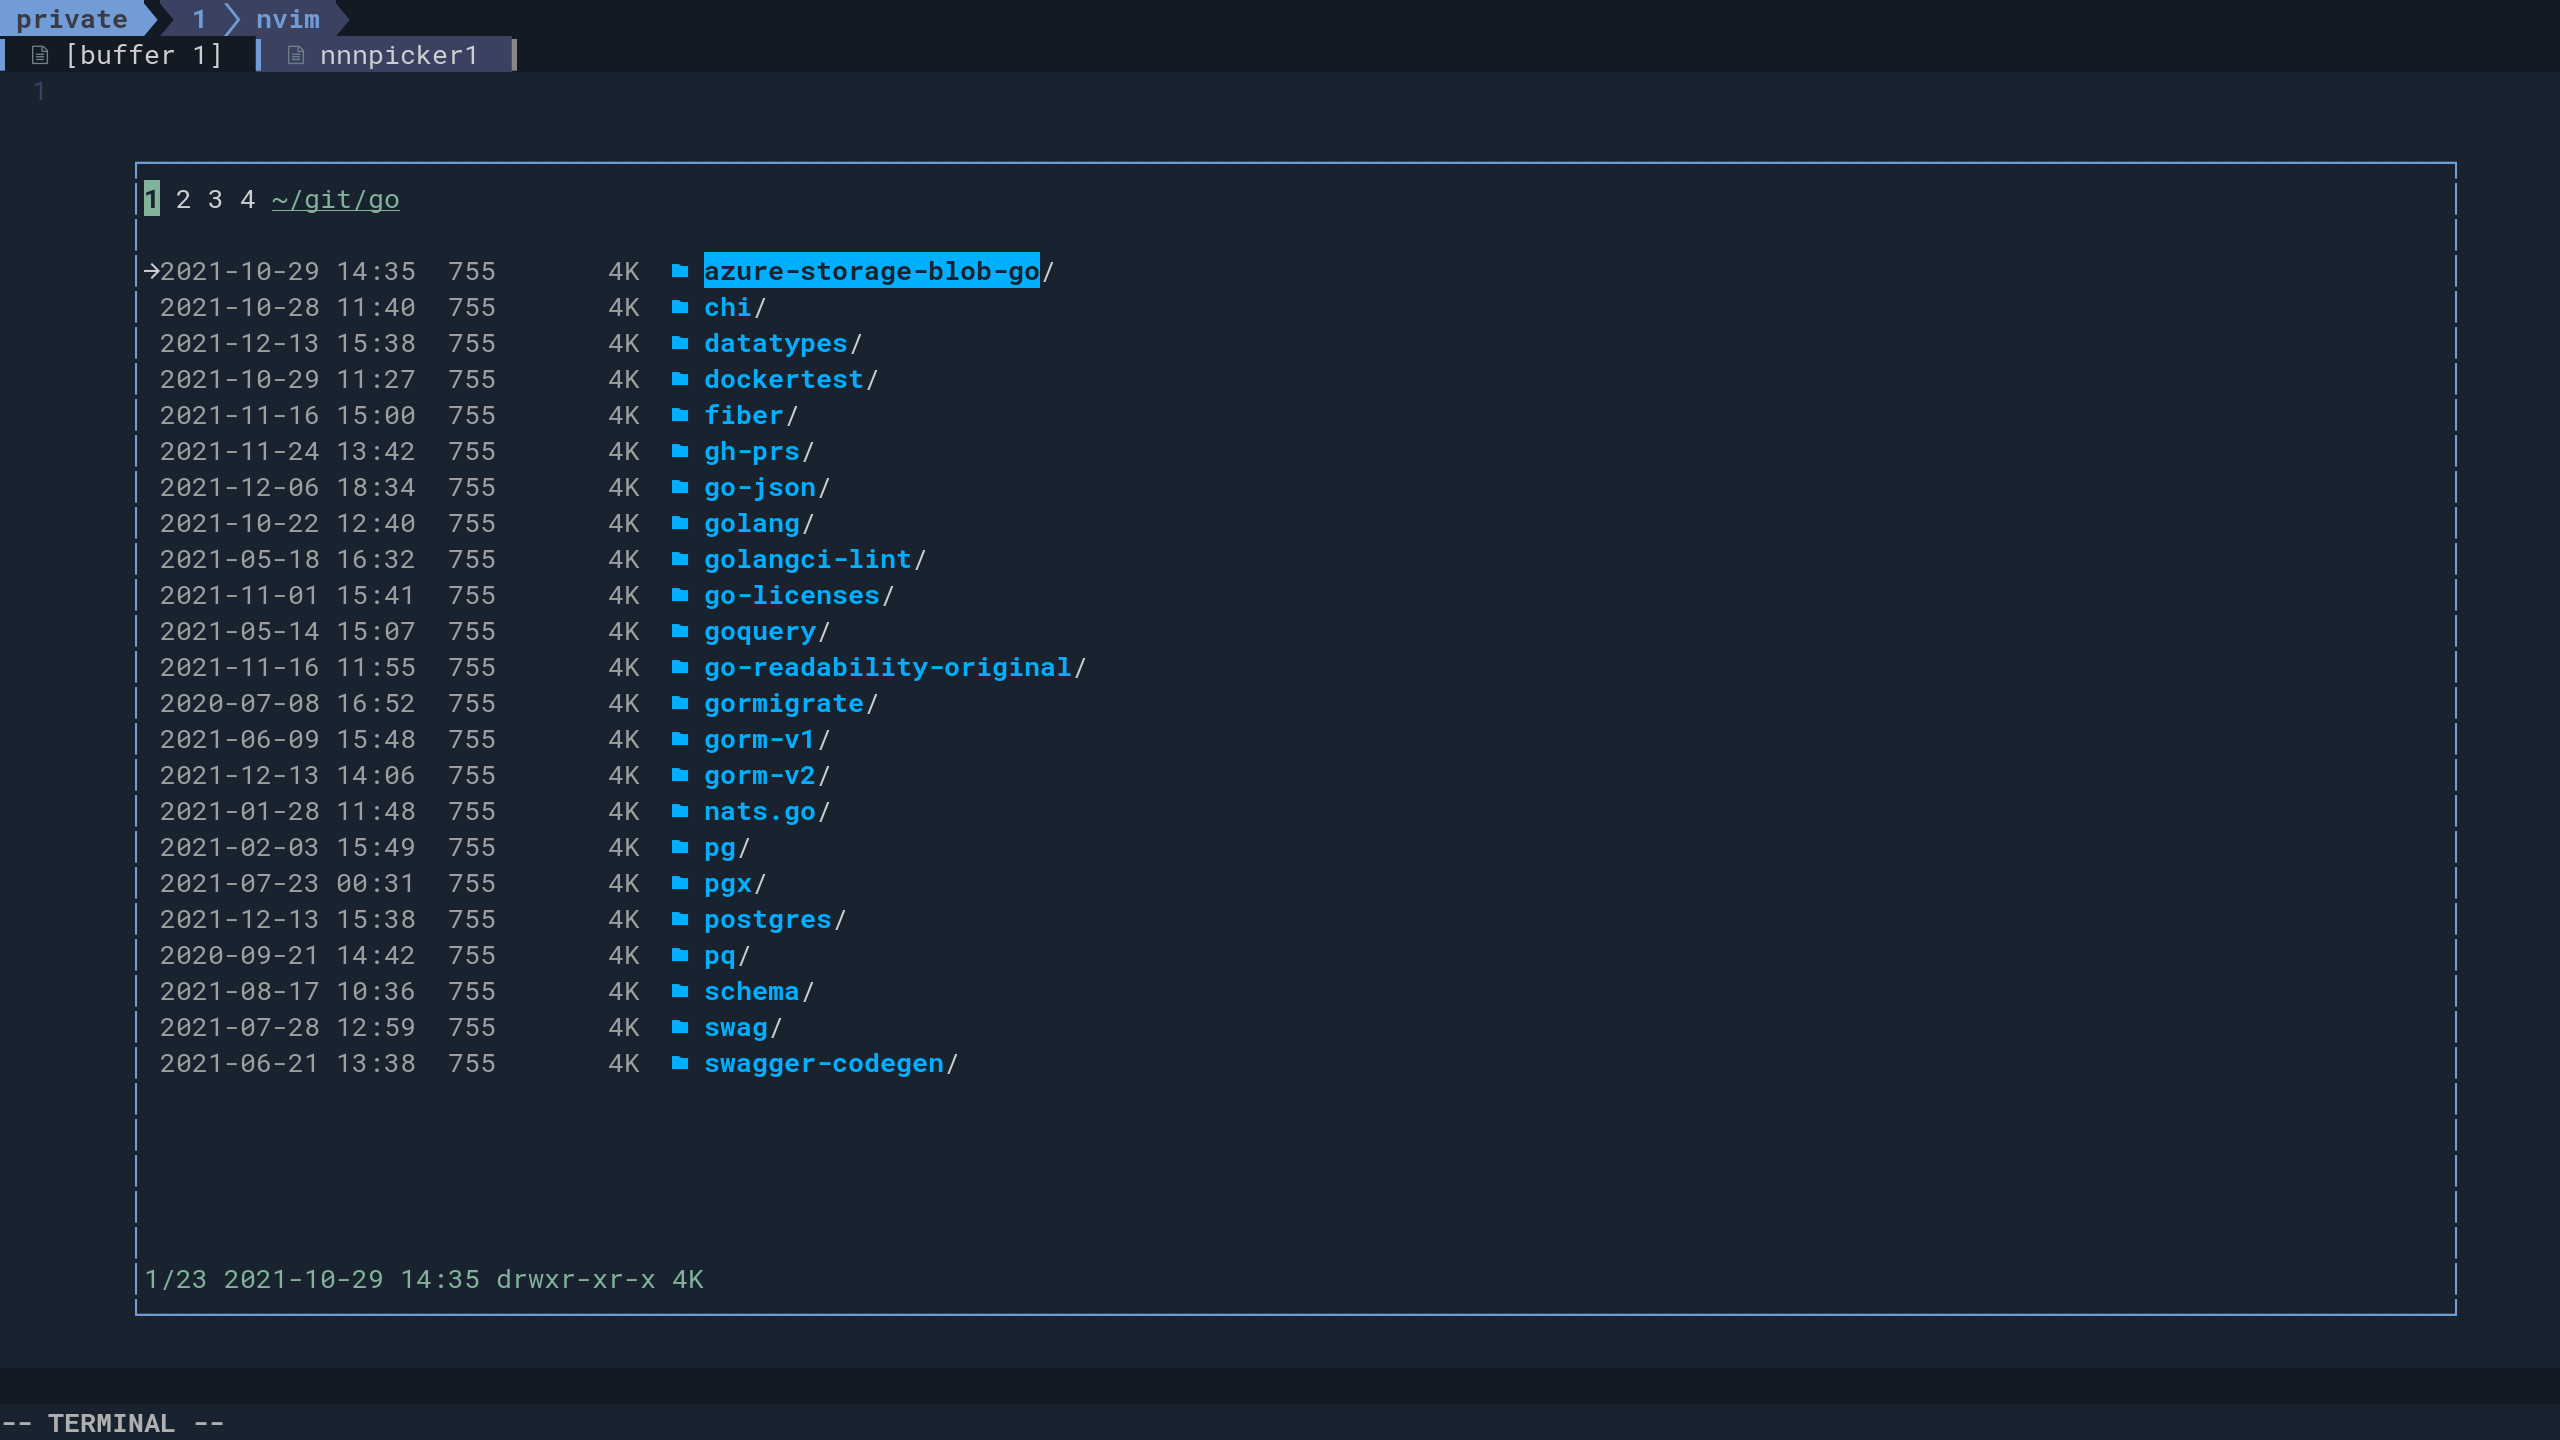 private 1 nvim
[buffer 1] nnnpicker1
1
1 2 3 4 ~/git/go
→2021-10-29 14:35 755 4K azure-storage-blob-go/
2021-10-28 11:40 755 4K chi/
2021-12-13 15:38 755 4K datatypes/
2021-10-29 11:27 755 4K dockertest/
2021-11-16 15:00 755 4K fiber/
2021-11-24 13:42 755 4K gh-prs/
2021-12-06 18:34 755 4K go-json/
2021-10-22 12:40 755 4K golang/
2021-05-18 16:32 755 4K golangci-lint/
2021-11-01 15:41 755 4K go-licenses/
2021-05-14 15:07 755 4K goquery/
2021-11-16 11:55 755 4K go-readability-original/
2020-07-08 16:52 755 4K gormigrate/
2021-06-09 15:48 755 4K gorm-v1/
2021-12-13 14:06 755 4K gorm-v2/
2021-01-28 11:48 755 4K nats.go/
2021-02-03 15:49 755 4K pg/
2021-07-23 00:31 755 4K pgx/
2021-12-13 15:38 755 4K postgres/
2020-09-21 14:42 755 4K pq/
2021-08-17 10:36 755 4K schema/
2021-07-28 12:59 755 4K swag/
2021-06-21 13:38 755 4K swagger-codegen/
1/23 2021-10-29 14:35 drwxr-xr-x 4K
-- TERMINAL --